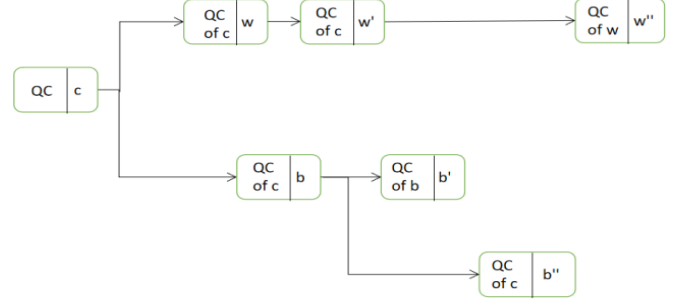 QC of c w
QC of c w'
QC of w w''
QC c
QC of c b
QC of b b'
QC of c b''